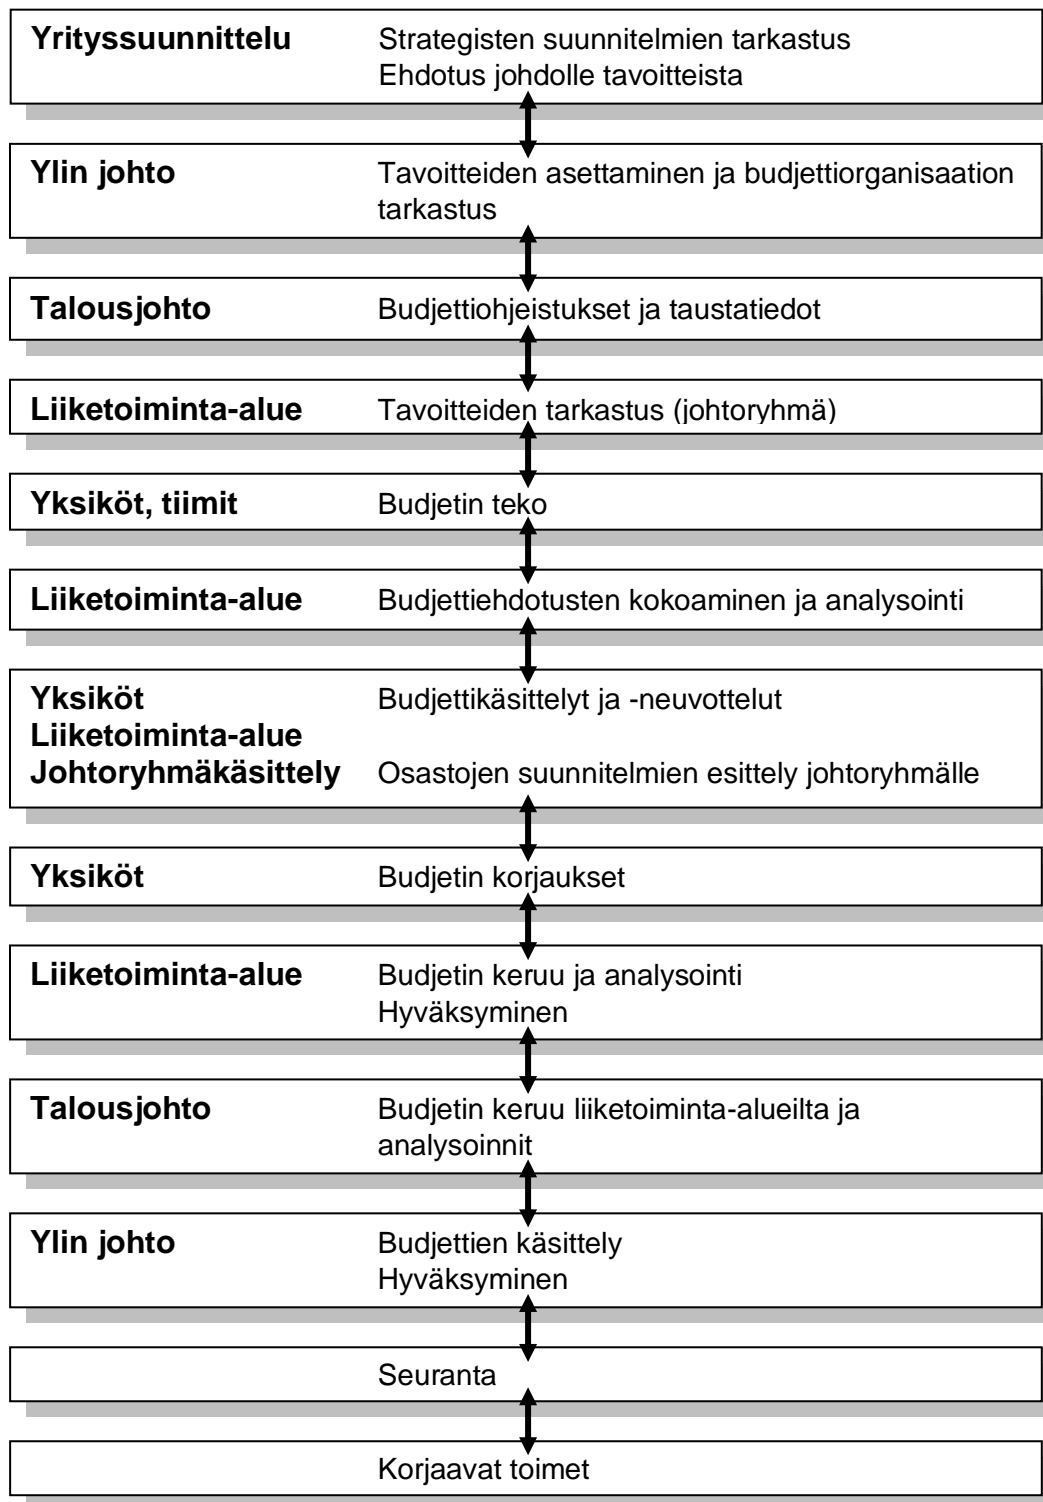 Yrityssuunnittelu Strategisten suunnitelmien tarkastus
Ehdotus johdolle tavoitteista
Ylin johto Tavoitteiden asettaminen ja budjettiorganisaation
tarkastus
Talousjohto Budjettiohjeistukset ja taustatiedot
Liiketoiminta-alue Tavoitteiden tarkastus (johtoryhmä)
Yksiköt, tiimit Budjetin teko
Liiketoiminta-alue Budjettiehdotusten kokoaminen ja analysointi
Yksiköt Budjettikäsittelyt ja -neuvottelut
Liiketoiminta-alue
Johtoryhmäkäsittely Osastojen suunnitelmien esittely johtoryhmälle
Yksiköt Budjetin korjaukset
Liiketoiminta-alue Budjetin keruu ja analysointi
Hyväksyminen
Talousjohto Budjetin keruu liiketoiminta-alueilta ja
analysoinnit
Ylin johto Budjettien käsittely
Hyväksyminen
Seuranta
Korjaavat toimet